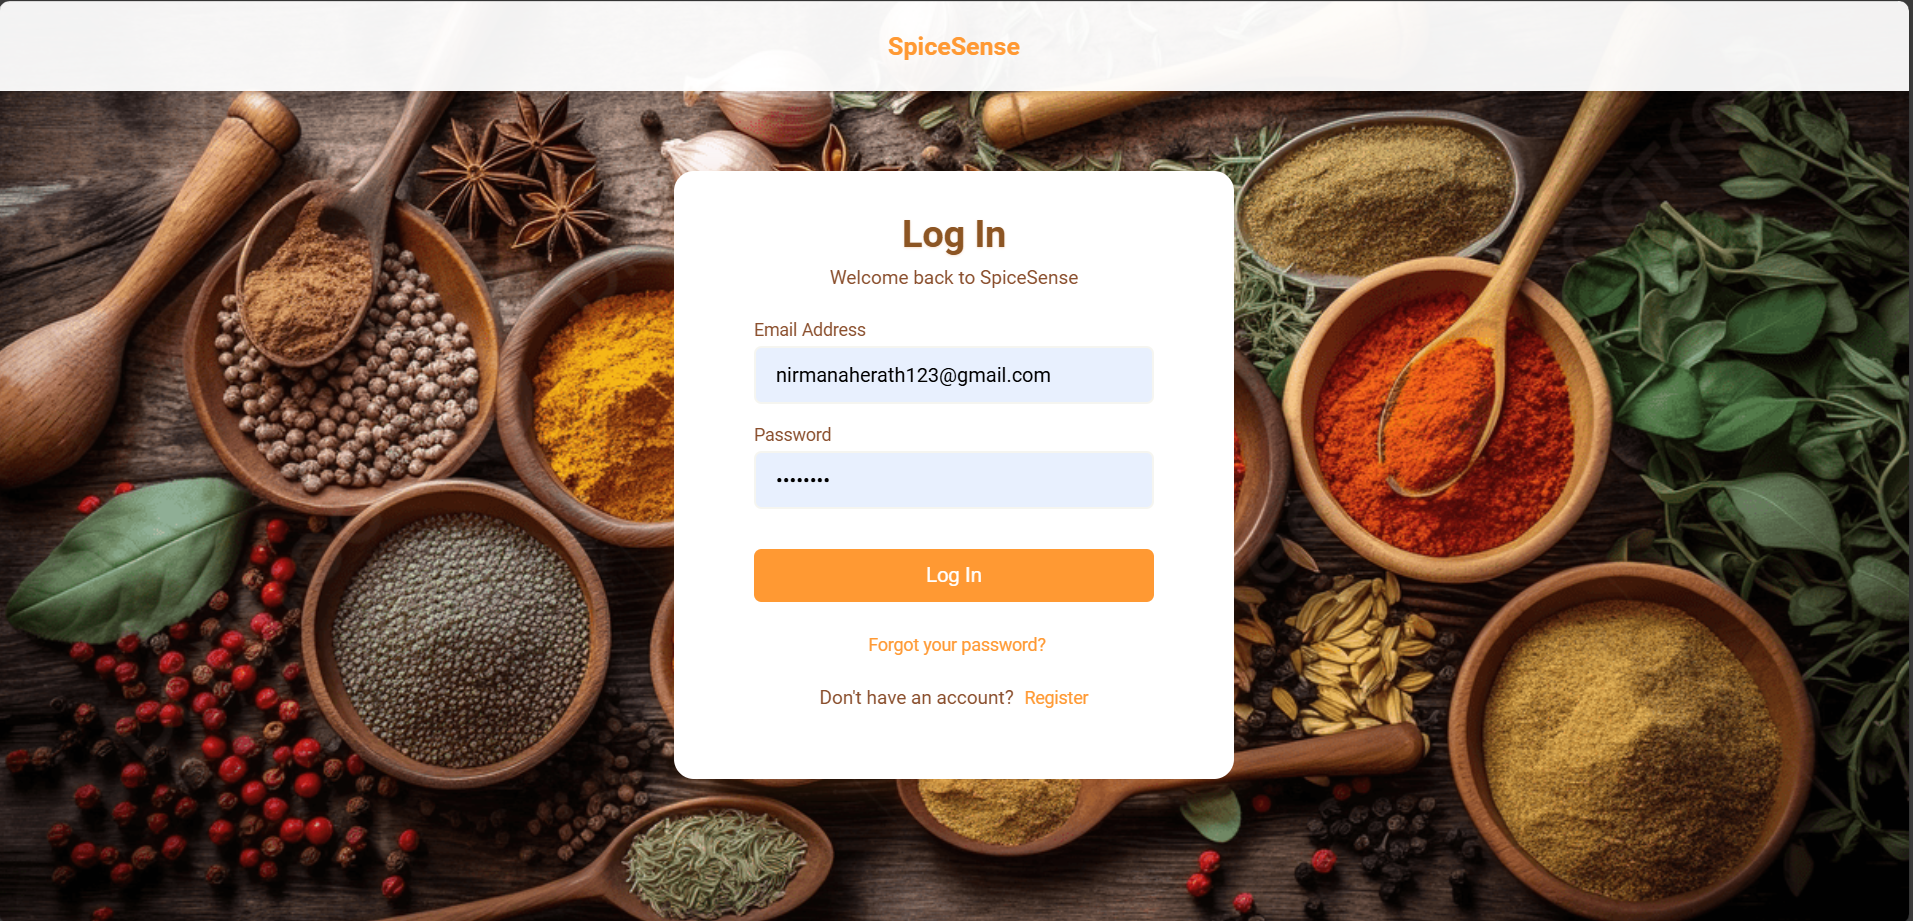 SpiceSense
Log In
Welcome back to SpiceSense
Email Address
nirmanaherath123@gmail.com
Password
••••••••
Log In
Forgot your password?
Don't have an account? Register